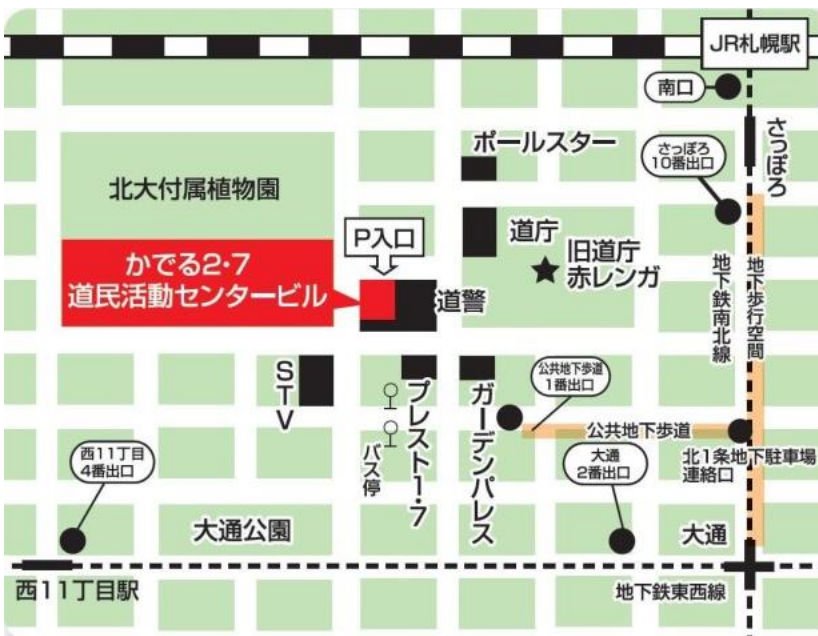 JR札幌駅
南口
さっぽろ
ポールスター
さっぽろ
10番出口
北大付属植物園
P入口
道庁
旧道庁
赤レンガ
かでる2・7
道民活動センタービル
道警
地下鉄南北線
地下歩行空間
STV
プレスト1・7
ガーデンパレス
公共地下歩道
1番出口
バス停
公共地下歩道
西11丁目
4番出口
大通
2番出口
北1条地下駐車場
連絡口
大通公園
大通
西11丁目駅
地下鉄東西線